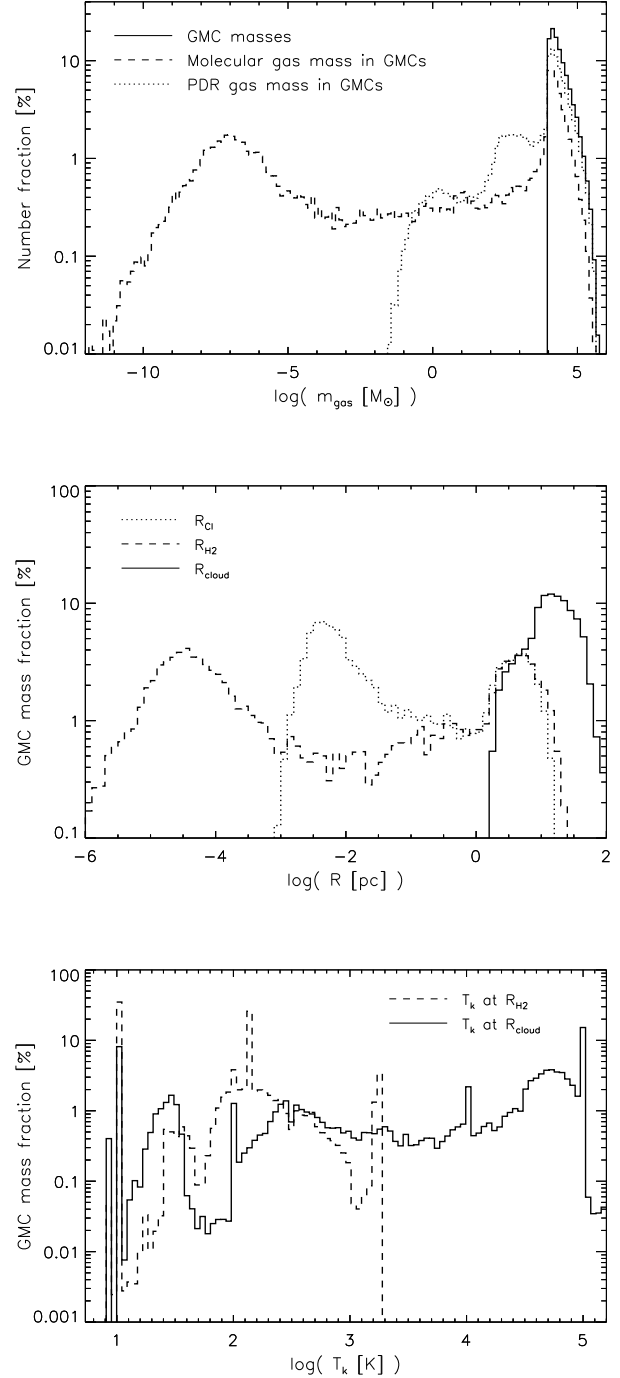 GMC masses
Molecular gas mass in GMCs
PDR gas mass in GMCs
Number fraction [%]
10
1
0.1
0.01
−10 −5 0 5
log( m_gas [M_⊙] )
R_CI
R_H2
R_cloud
GMC mass fraction [%]
100
10
1
0.1
−6 −4 −2 0 2
log( R [pc] )
T_k at R_H2
T_k at R_cloud
GMC mass fraction [%]
100
10
1
0.1
0.01
0.001
1 2 3 4 5
log( T_k [K] )